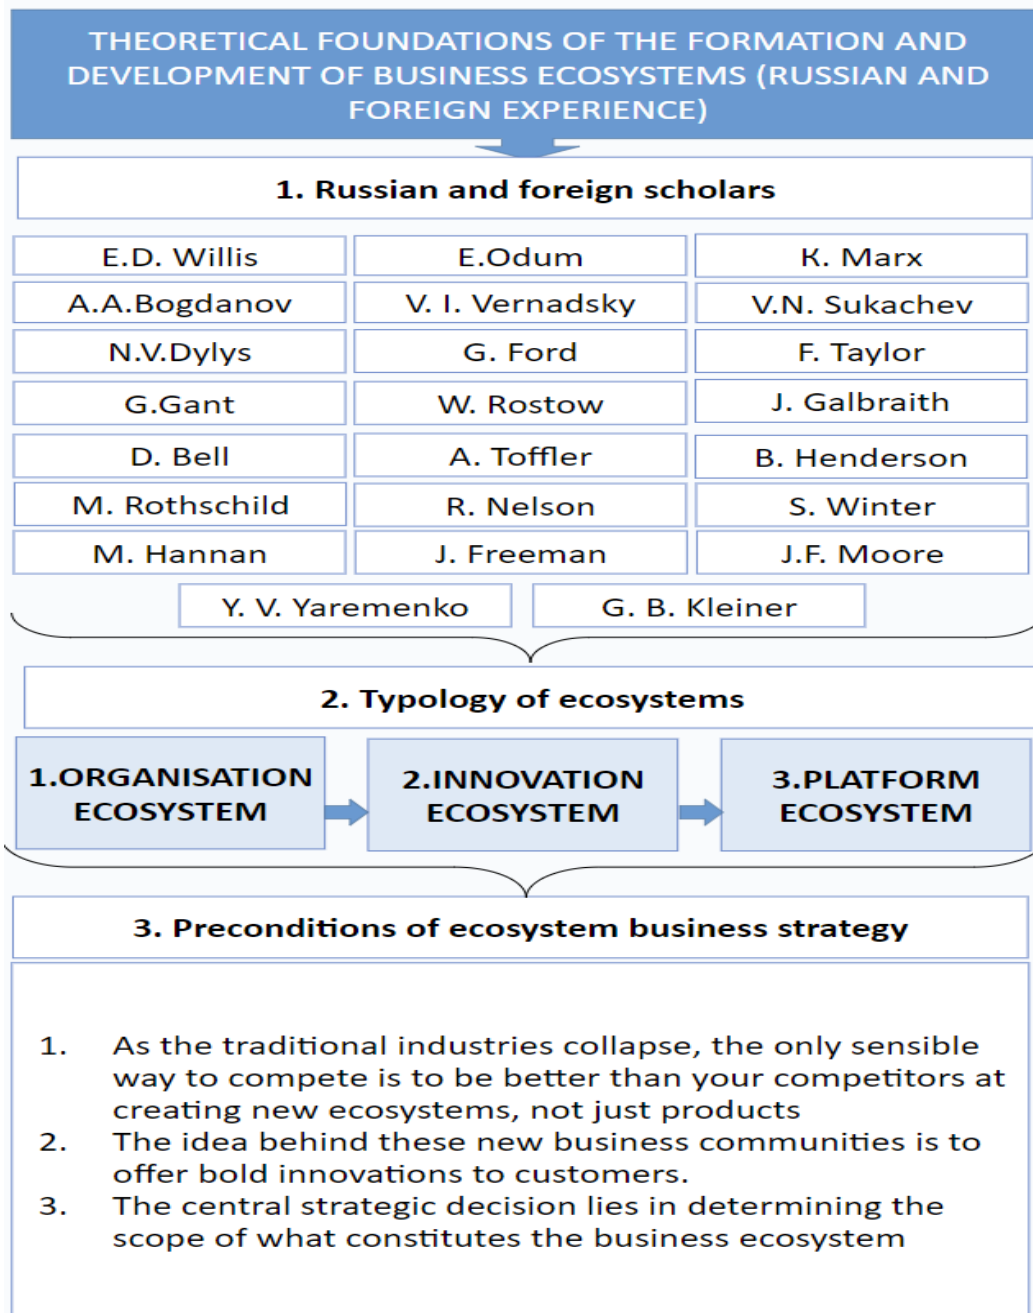 THEORETICAL FOUNDATIONS OF THE FORMATION AND
DEVELOPMENT OF BUSINESS ECOSYSTEMS (RUSSIAN AND
FOREIGN EXPERIENCE)
1. Russian and foreign scholars
E.D. Willis
E.Odum
K. Marx
A.A.Bogdanov
V. I. Vernadsky
V.N. Sukachev
N.V.Dylys
G. Ford
F. Taylor
G.Gant
W. Rostow
J. Galbraith
D. Bell
A. Toffler
B. Henderson
M. Rothschild
R. Nelson
S. Winter
M. Hannan
J. Freeman
J.F. Moore
Y. V. Yaremenko
G. B. Kleiner
2. Typology of ecosystems
1.ORGANISATION
ECOSYSTEM
2.INNOVATION
ECOSYSTEM
3.PLATFORM
ECOSYSTEM
3. Preconditions of ecosystem business strategy
1. As the traditional industries collapse, the only sensible
way to compete is to be better than your competitors at
creating new ecosystems, not just products
2. The idea behind these new business communities is to
offer bold innovations to customers.
3. The central strategic decision lies in determining the
scope of what constitutes the business ecosystem